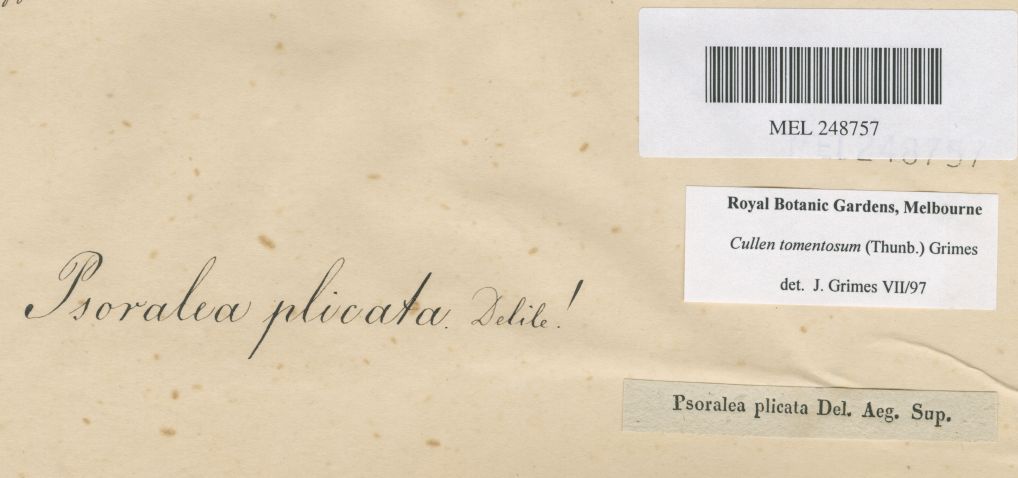 MEL 248757
MEL 248757
Royal Botanic Gardens, Melbourne
Cullen tomentosum (Thunb.) Grimes
det. J. Grimes VII/97
Psoralea plicata. Delile!
Psoralea plicata Del. Aeg. Sup.